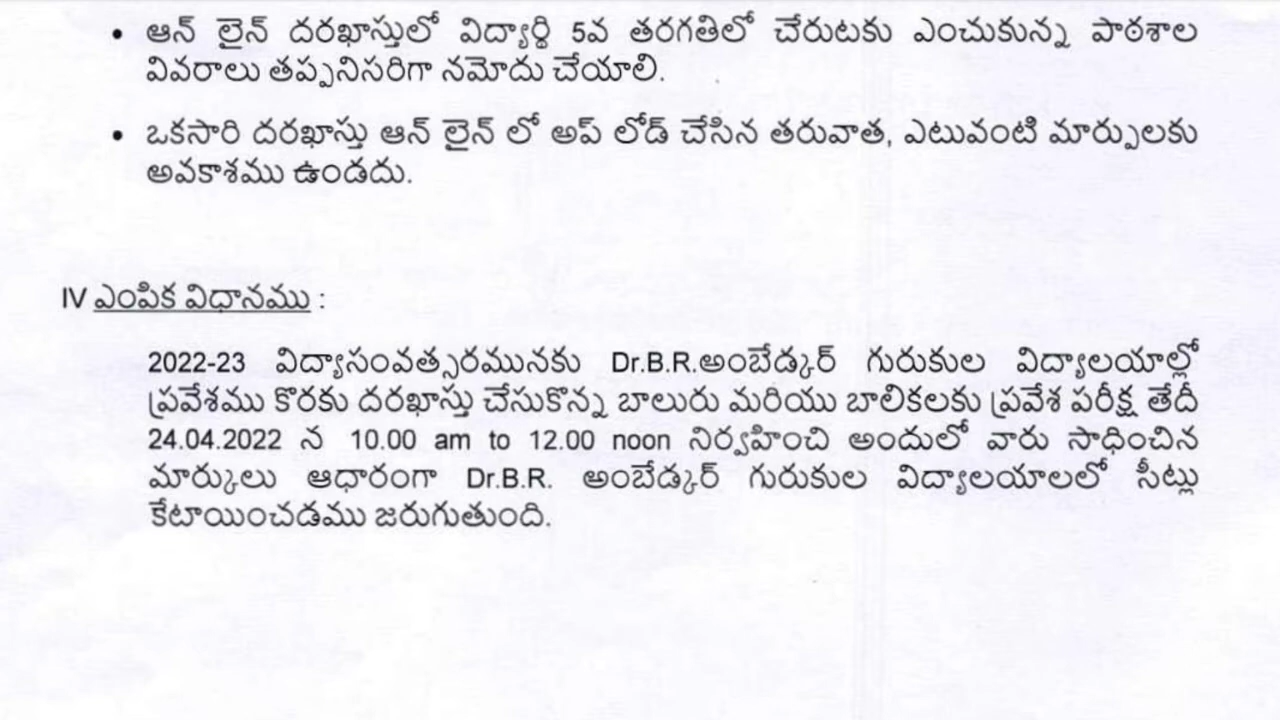 • ఆన్ లైన్ దరఖాస్తులో విద్యార్థి 5వ తరగతిలో చేరుటకు ఎంచుకున్న పాఠశాల
వివరాలు తప్పనిసరిగా నమోదు చేయాలి.
• ఒకసారి దరఖాస్తు ఆన్ లైన్ లో అప్ లోడ్ చేసిన తరువాత, ఎటువంటి మార్పులకు
అవకాశము ఉండదు.
IV ఎంపిక విధానము :
2022-23 విద్యాసంవత్సరమునకు Dr.B.R.అంబేడ్కర్ గురుకుల విద్యాలయాల్లో
ప్రవేశము కొరకు దరఖాస్తు చేసుకొన్న బాలురు మరియు బాలికలకు ప్రవేశ పరీక్ష తేదీ
24.04.2022 న 10.00 am to 12.00 noon నిర్వహించి అందులో వారు సాధించిన
మార్కులు ఆధారంగా Dr.B.R. అంబేడ్కర్ గురుకుల విద్యాలయాలలో సీట్లు
కేటాయించడము జరుగుతుంది.